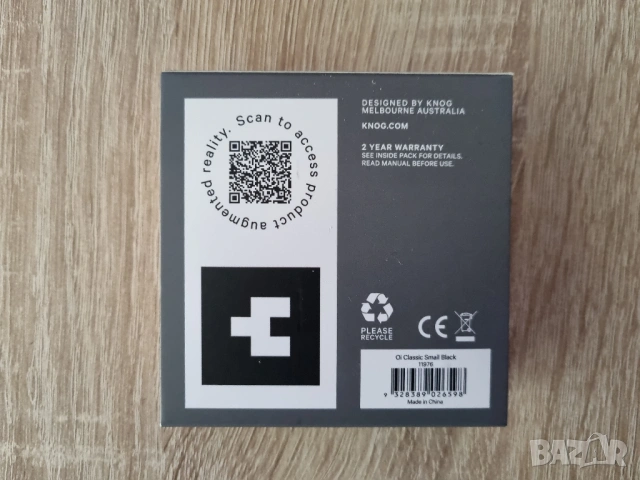 Scan to access product augmented reality.
DESIGNED BY KNOG
MELBOURNE AUSTRALIA
KNOG.COM
2 YEAR WARRANTY
SEE INSIDE PACK FOR DETAILS.
READ MANUAL BEFORE USE.
PLEASE
RECYCLE
CE
Oi Classic Small Black
11976
9 328389 026598
Made in China
BAZAR
bg